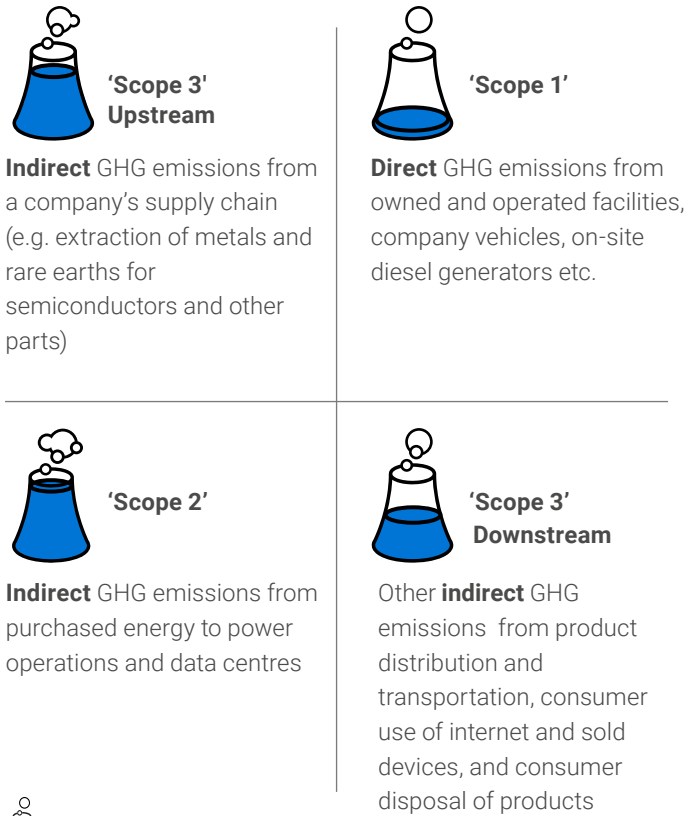 ‘Scope 3'
Upstream
Indirect GHG emissions from
a company’s supply chain
(e.g. extraction of metals and
rare earths for
semiconductors and other
parts)
‘Scope 1’
Direct GHG emissions from
owned and operated facilities,
company vehicles, on-site
diesel generators etc.
‘Scope 2’
Indirect GHG emissions from
purchased energy to power
operations and data centres
‘Scope 3’
Downstream
Other indirect GHG
emissions from product
distribution and
transportation, consumer
use of internet and sold
devices, and consumer
disposal of products